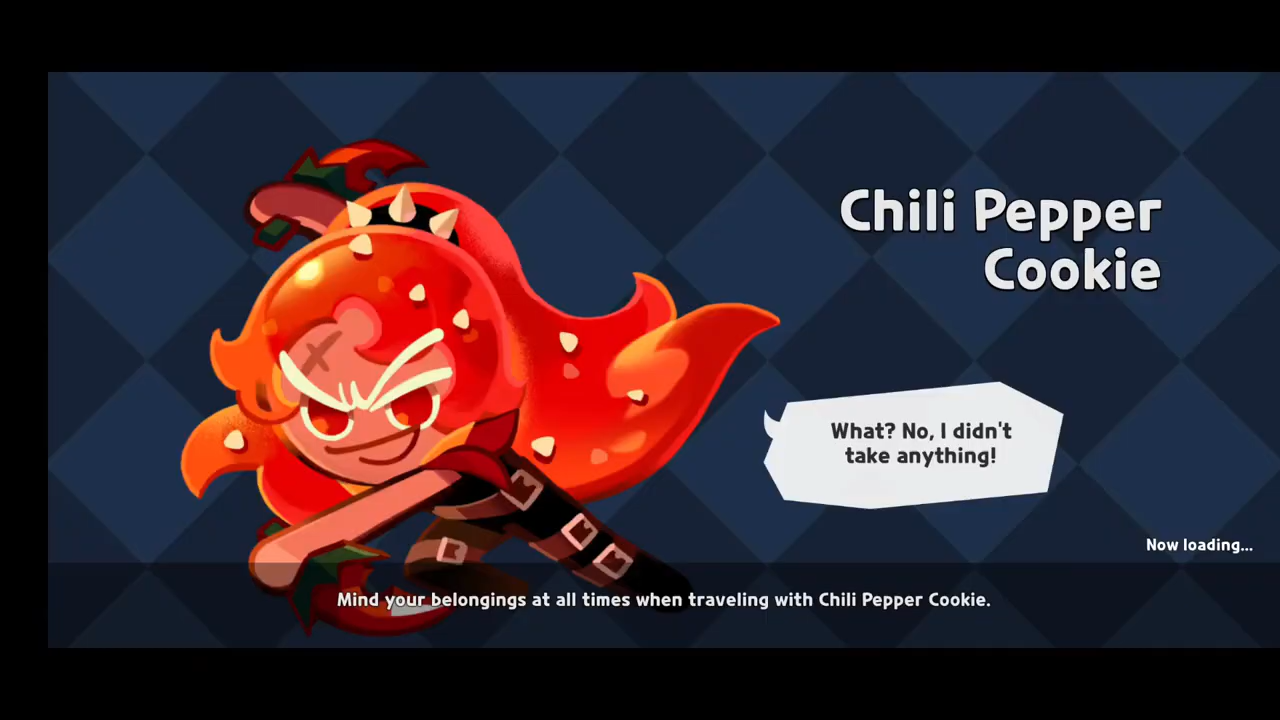 Chili Pepper
Cookie
What? No, I didn't
take anything!
Now loading...
Mind your belongings at all times when traveling with Chili Pepper Cookie.